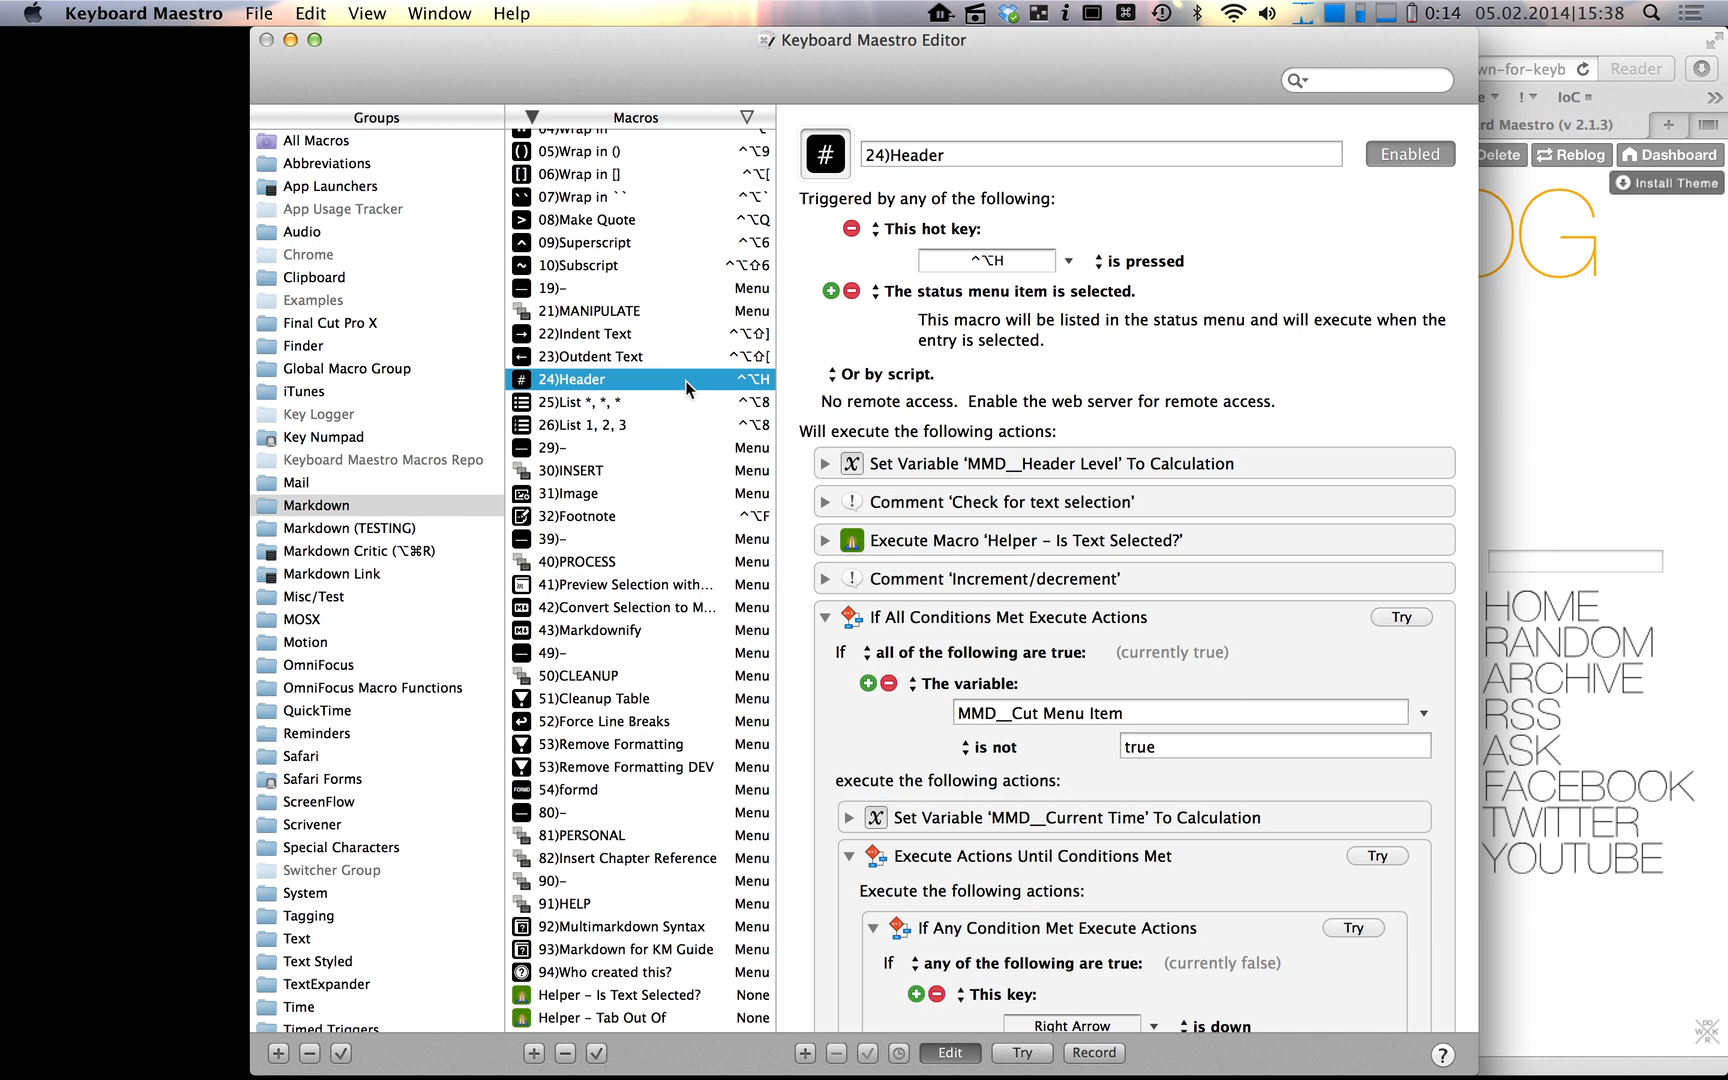 Keyboard Maestro File Edit View Window Help
0:14 05.02.2014|15:38
Keyboard Maestro Editor
wn-for-keyb Reader
!
IoC
rd Maestro (v 2.1.3)
Delete Reblog Dashboard
Install Theme
OG
HOME
RANDOM
ARCHIVE
RSS
ASK
FACEBOOK
TWITTER
YOUTUBE
Groups
All Macros
Abbreviations
App Launchers
App Usage Tracker
Audio
Chrome
Clipboard
Examples
Final Cut Pro X
Finder
Global Macro Group
iTunes
Key Logger
Key Numpad
Keyboard Maestro Macros Repo
Mail
Markdown
Markdown (TESTING)
Markdown Critic (⌥⌘R)
Markdown Link
Misc/Test
MOSX
Motion
OmniFocus
OmniFocus Macro Functions
QuickTime
Reminders
Safari
Safari Forms
ScreenFlow
Scrivener
Special Characters
Switcher Group
System
Tagging
Text
Text Styled
TextExpander
Time
Timed Triggers
Macros
04)Wrap in
05)Wrap in () ^⌥9
06)Wrap in [] ^⌥[
07)Wrap in `` ^⌥`
08)Make Quote ^⌥Q
09)Superscript ^⌥6
10)Subscript ^⌥⇧6
19)– Menu
21)MANIPULATE Menu
22)Indent Text ^⌥⇧]
23)Outdent Text ^⌥⇧[
24)Header ^⌥H
25)List *, *, * ^⌥8
26)List 1, 2, 3 ^⌥8
29)– Menu
30)INSERT Menu
31)Image Menu
32)Footnote ^⌥F
39)– Menu
40)PROCESS Menu
41)Preview Selection with... Menu
42)Convert Selection to M... Menu
43)Markdownify Menu
49)– Menu
50)CLEANUP Menu
51)Cleanup Table Menu
52)Force Line Breaks Menu
53)Remove Formatting Menu
53)Remove Formatting DEV Menu
54)formd Menu
80)– Menu
81)PERSONAL Menu
82)Insert Chapter Reference Menu
90)– Menu
91)HELP Menu
92)Multimarkdown Syntax Menu
93)Markdown for KM Guide Menu
94)Who created this? Menu
Helper – Is Text Selected? None
Helper – Tab Out Of None
# 24)Header Enabled
Triggered by any of the following:
This hot key:
^⌥H is pressed
The status menu item is selected.
This macro will be listed in the status menu and will execute when the
entry is selected.
Or by script.
No remote access. Enable the web server for remote access.
Will execute the following actions:
Set Variable ‘MMD__Header Level’ To Calculation
Comment ‘Check for text selection’
Execute Macro ‘Helper – Is Text Selected?’
Comment ‘Increment/decrement’
If All Conditions Met Execute Actions Try
If all of the following are true: (currently true)
The variable:
MMD__Cut Menu Item
is not true
execute the following actions:
Set Variable ‘MMD__Current Time’ To Calculation
Execute Actions Until Conditions Met Try
Execute the following actions:
If Any Condition Met Execute Actions Try
If any of the following are true: (currently false)
This key:
Right Arrow is down
Edit Try Record ?